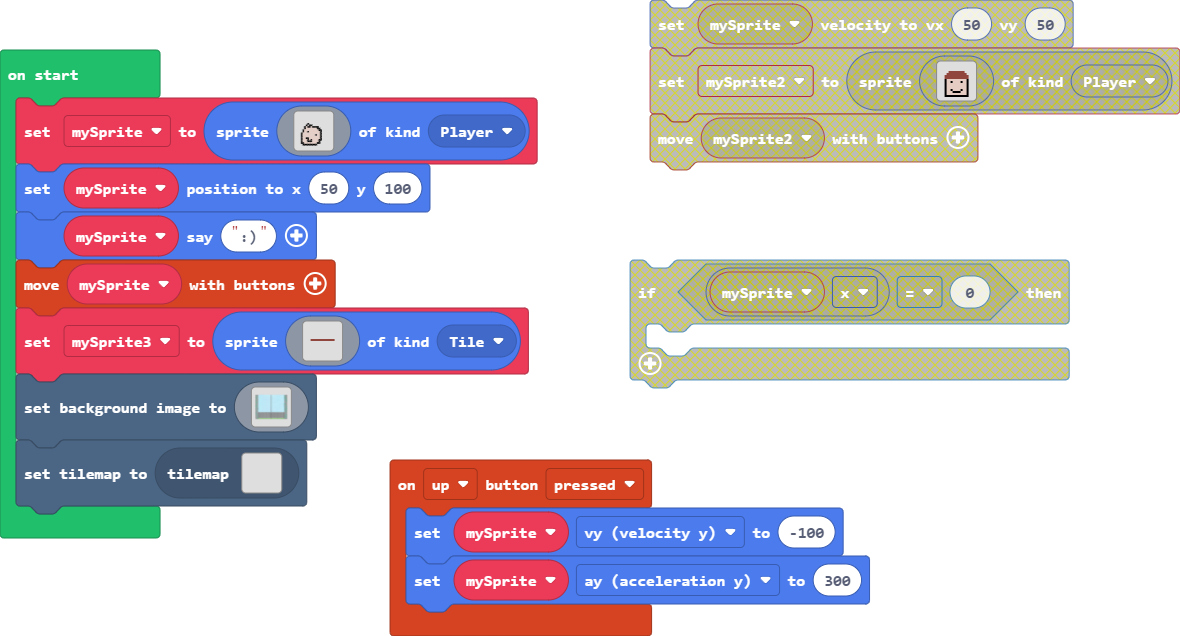 on start
set mySprite to sprite of kind Player
set mySprite position to x 50 y 100
mySprite say ":)"
move mySprite with buttons
set mySprite3 to sprite of kind Tile
set background image to
set tilemap to tilemap
set mySprite velocity to vx 50 vy 50
set mySprite2 to sprite of kind Player
move mySprite2 with buttons
if mySprite x = 0 then
on up button pressed
set mySprite vy (velocity y) to -100
set mySprite ay (acceleration y) to 300